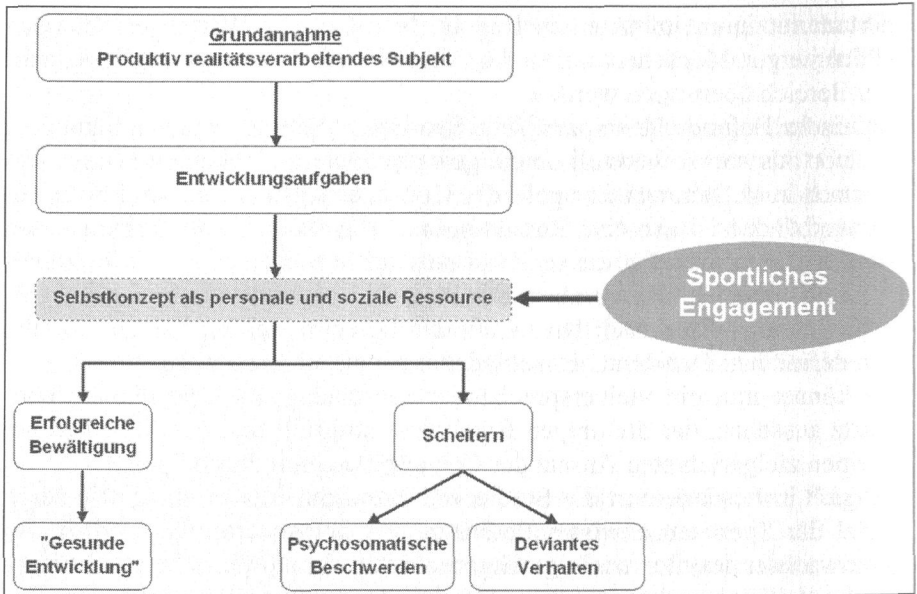 Grundannahme
Produktiv realitätsverarbeitendes Subjekt
Entwicklungsaufgaben
Selbstkonzept als personale und soziale Ressource
Sportliches
Engagement
Erfolgreiche
Bewältigung
Scheitern
"Gesunde
Entwicklung"
Psychosomatische
Beschwerden
Deviantes
Verhalten